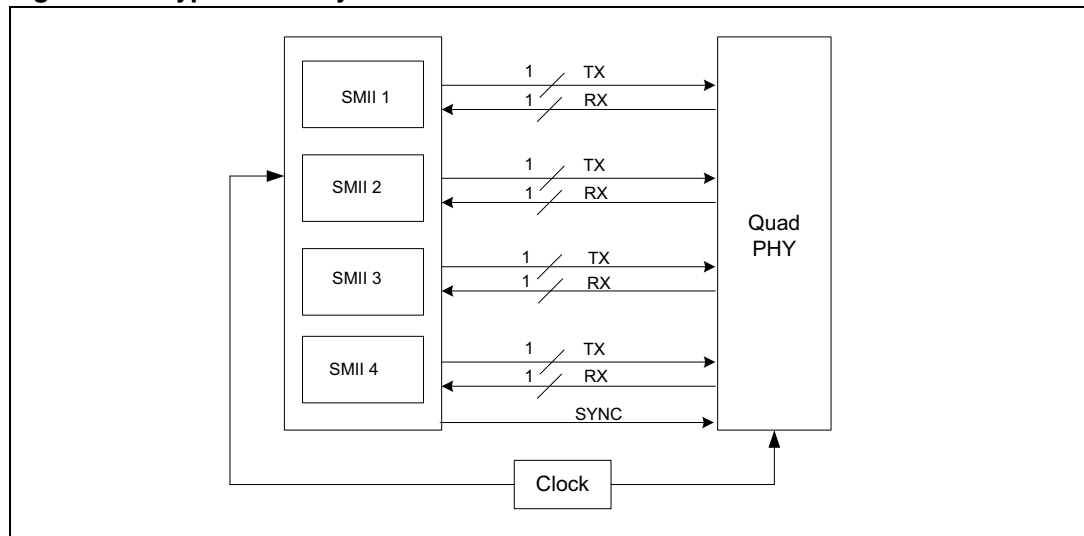 SMII 1
1 TX
1 RX
SMII 2
1 TX
1 RX
SMII 3
1 TX
1 RX
SMII 4
1 TX
1 RX
SYNC
Quad
PHY
Clock